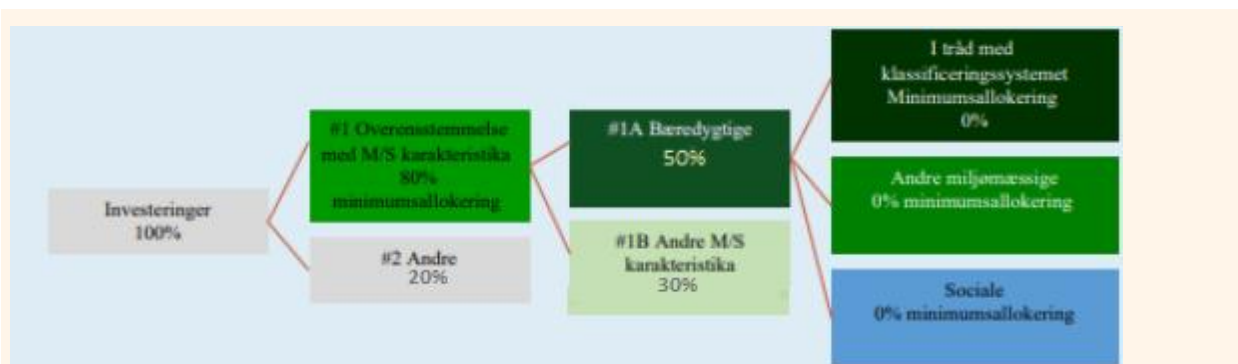 Investeringer
100%
#1 Overensstemmelse
med M/S karakteristika
80%
minimumsallokering
#2 Andre
20%
#1A Bæredygtige
50%
#1B Andre M/S
karakteristika
30%
I tråd med
klassificeringssystemet
Minimumsallokering
0%
Andre miljømæssige
0% minimumsallokering
Sociale
0% minimumsallokering